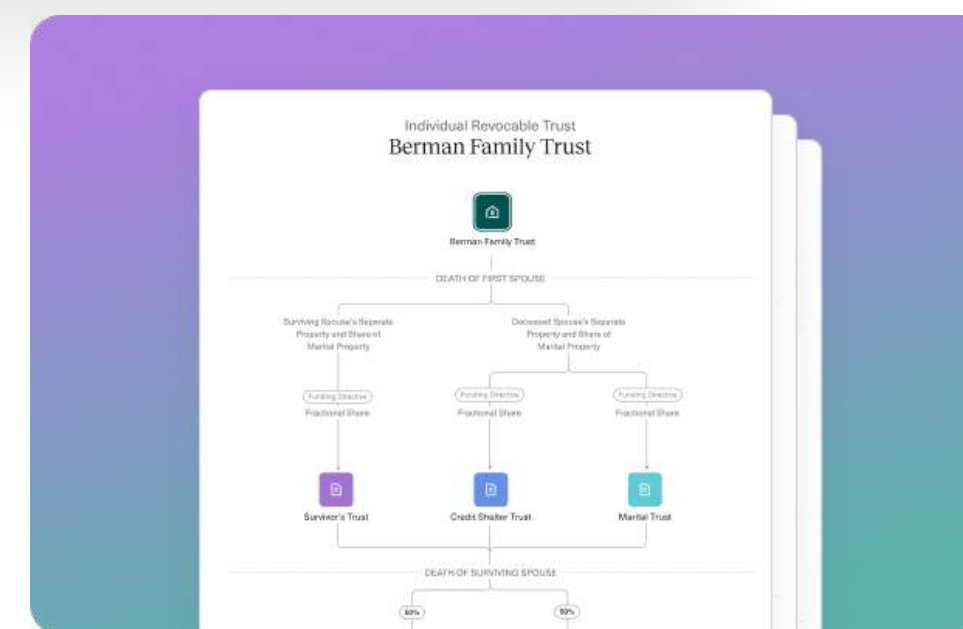 Individual Revocable Trust
Berman Family Trust
Berman Family Trust
DEATH OF FIRST SPOUSE
Surviving Spouse's Separate
Property and Share of
Marital Property
Deceased Spouse's Separate
Property and Share of
Marital Property
Funding Directive
Funding Directive
Funding Directive
Fractional Share
Fractional Share
Fractional Share
Survivor's Trust
Credit Shelter Trust
Marital Trust
DEATH OF SURVIVING SPOUSE
50%
50%